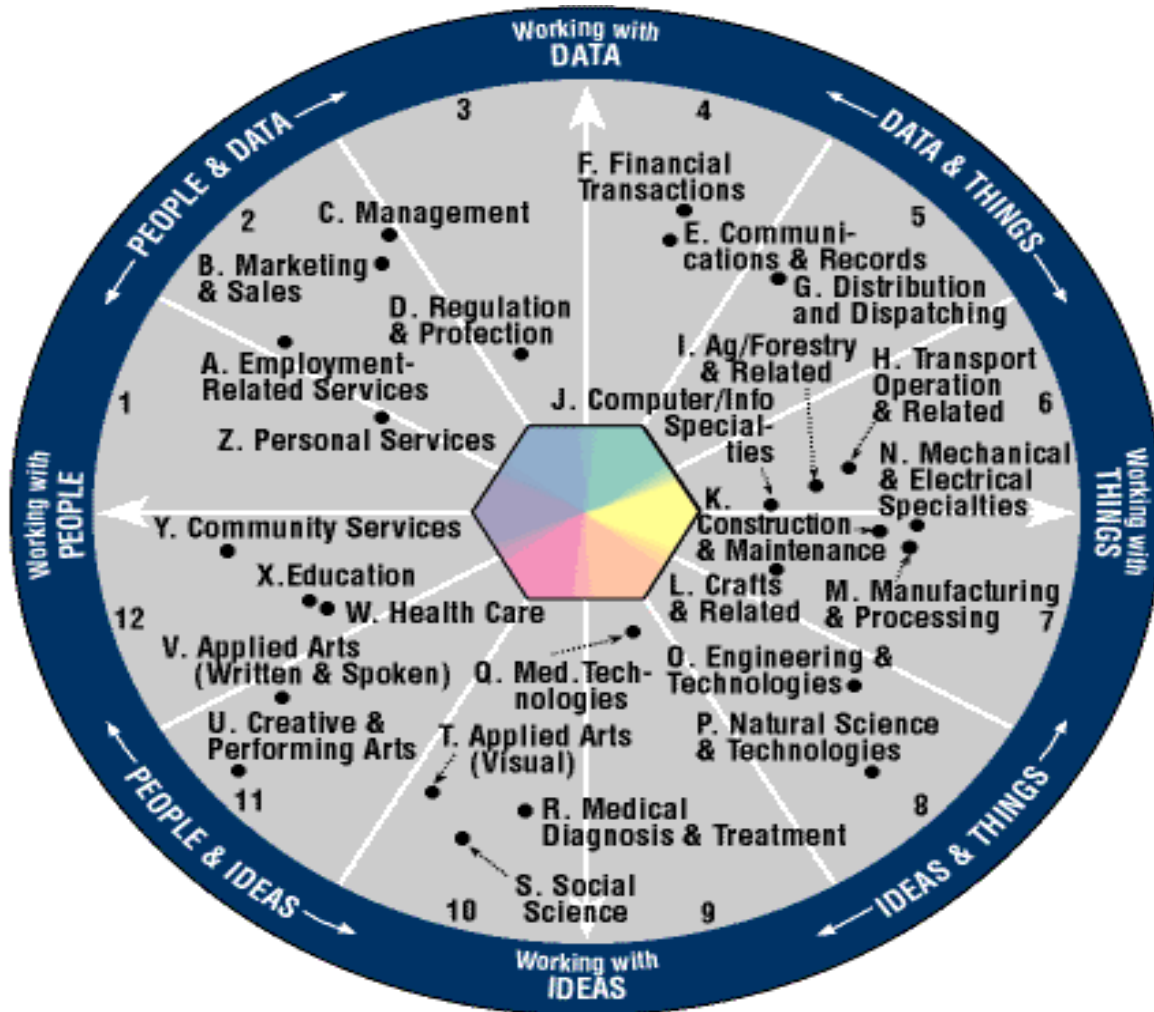 Working with
DATA
PEOPLE & DATA
DATA & THINGS
3
4
2
5
C. Management
B. Marketing
& Sales
D. Regulation
& Protection
A. Employment-
Related Services
1
Z. Personal Services
F. Financial
Transactions
E. Communi-
cations & Records
G. Distribution
and Dispatching
I. Ag/Forestry
& Related
H. Transport
Operation
& Related
6
J. Computer/Info
Special-
ties
N. Mechanical
& Electrical
Specialties
K.
Construction
& Maintenance
L. Crafts
& Related
M. Manufacturing
& Processing
7
Working with
PEOPLE
Working with
THINGS
Y. Community Services
X.Education
W. Health Care
12
V. Applied Arts
(Written & Spoken)
U. Creative &
Performing Arts
11
Q. Med.Tech-
nologies
O. Engineering &
Technologies
P. Natural Science
& Technologies
8
T. Applied Arts
(Visual)
R. Medical
Diagnosis & Treatment
S. Social
Science
10
9
PEOPLE & IDEAS
IDEAS & THINGS
Working with
IDEAS